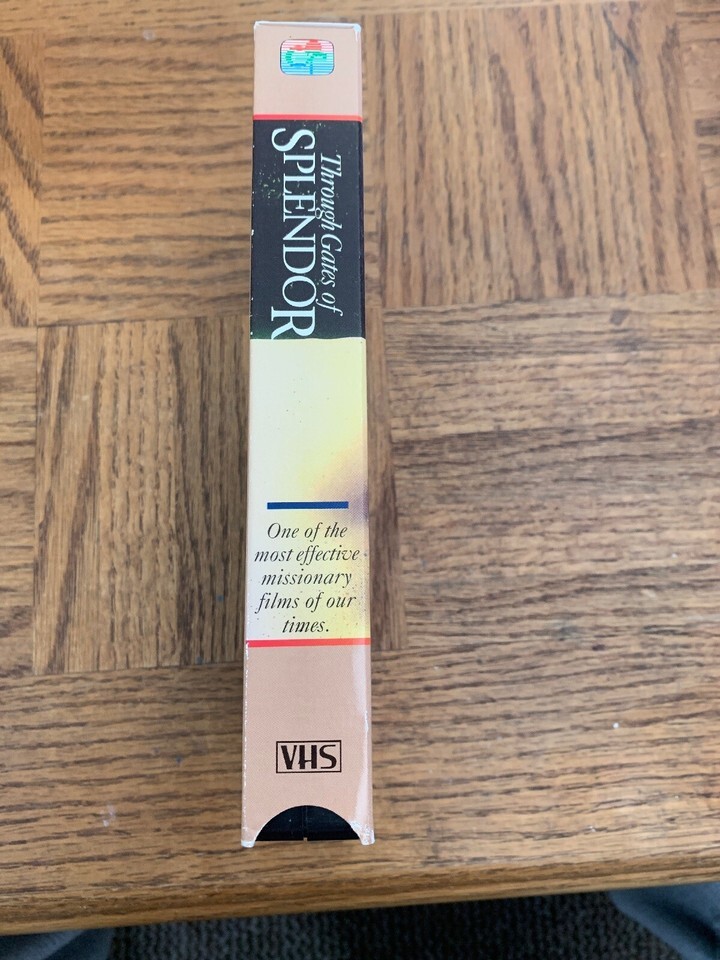 Through Gates of
SPLENDOR
One of the
most effective
missionary
films of our
times.
VHS